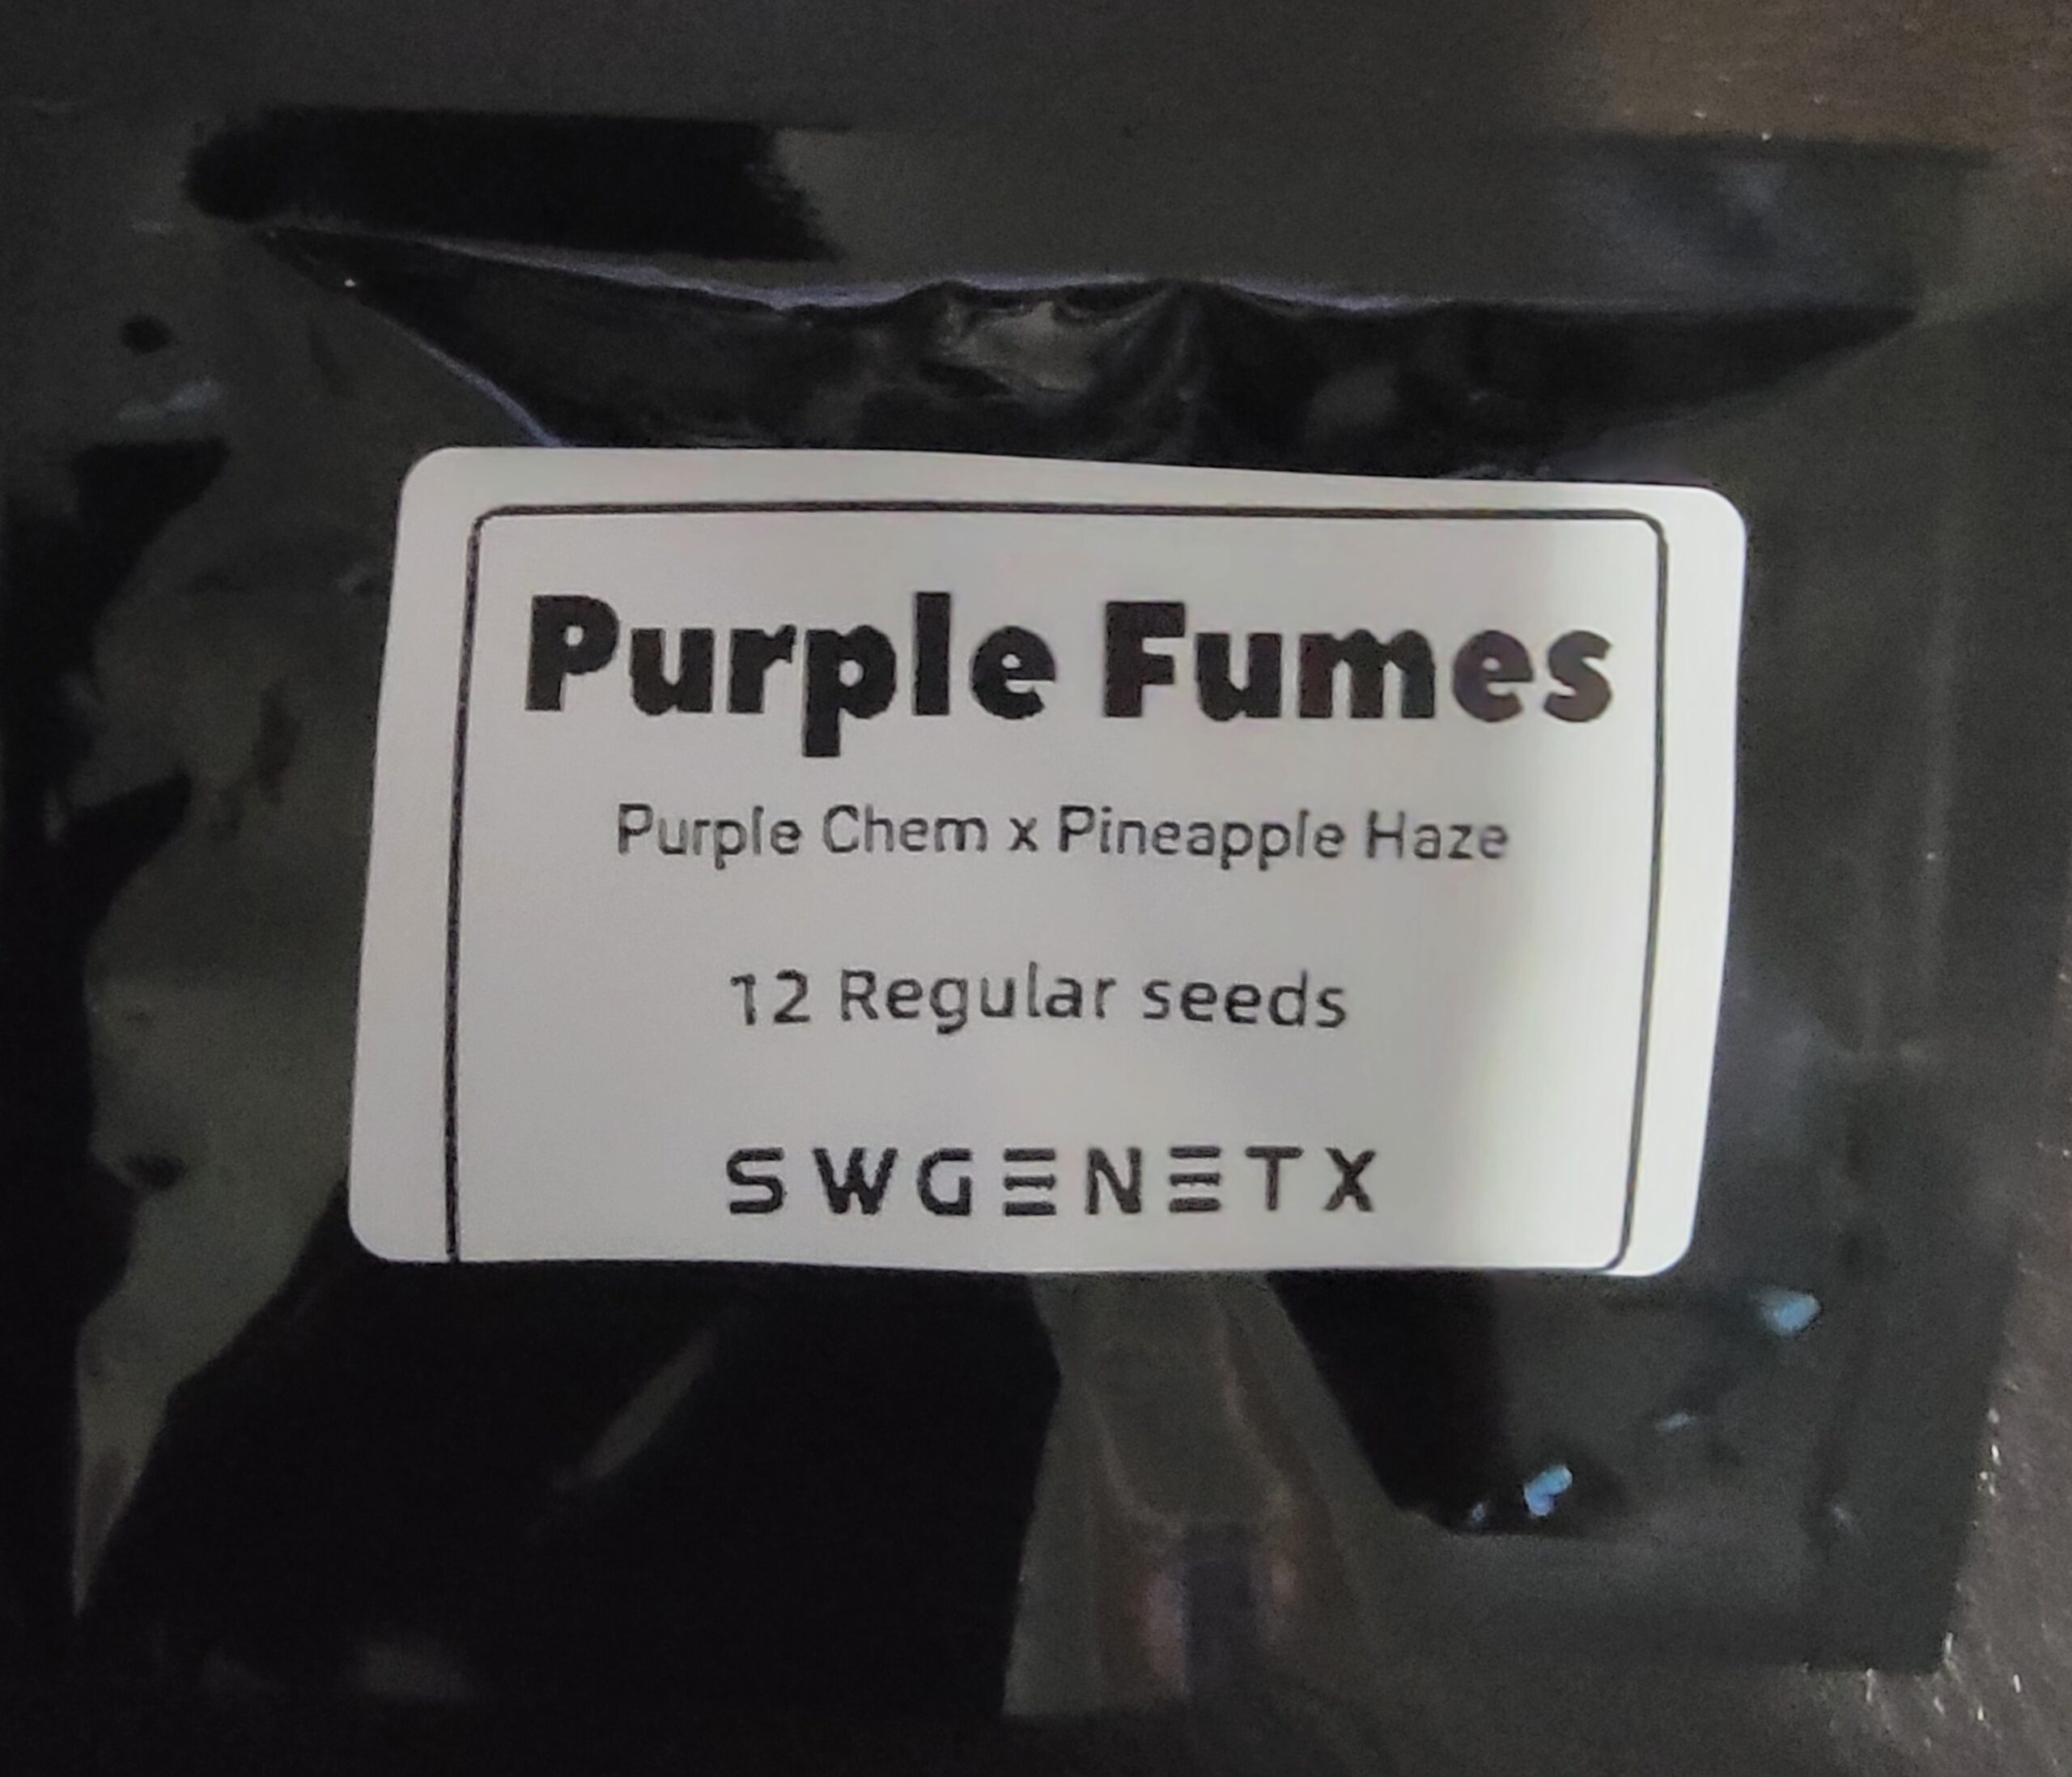 Purple Fumes
Purple Chem x Pineapple Haze
12 Regular seeds
SWGENETX